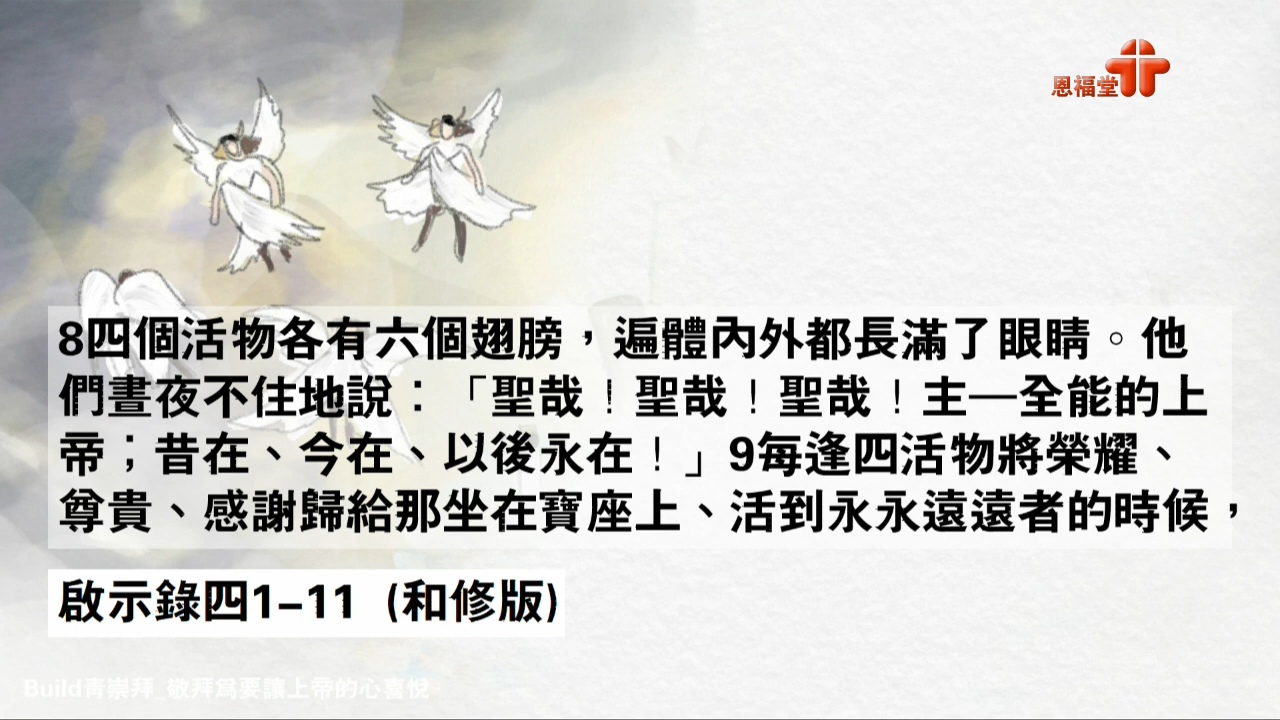 恩福堂
8四個活物各有六個翅膀，遍體內外都長滿了眼睛。他
們晝夜不住地說：「聖哉！聖哉！聖哉！主—全能的上
帝；昔在、今在、以後永在！」9每逢四活物將榮耀、
尊貴、感謝歸給那坐在寶座上、活到永永遠遠者的時候，
啟示錄四1-11 (和修版)
Build青崇拜_敬拜為要讓上帝的心喜悅